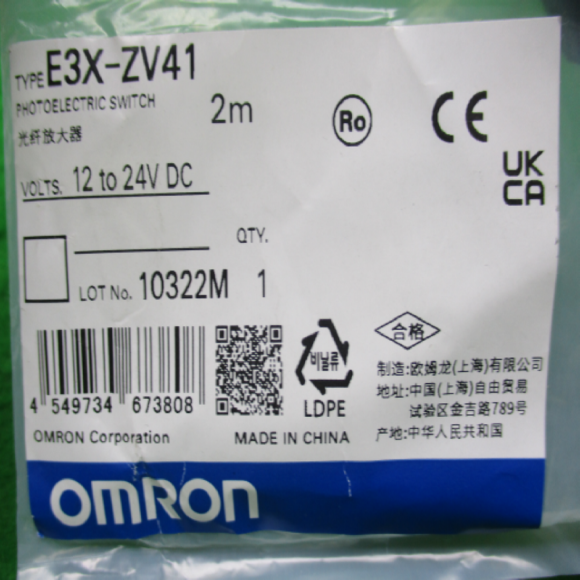 TYPE E3X-ZV41
PHOTOELECTRIC SWITCH 2m
光纤放大器
Ro
CE
UK
CA
VOLTS. 12 to 24V DC
QTY.
LOT No. 10322M 1
4 549734 673808
비닐류
LDPE
合格
制造: 欧姆龙(上海)有限公司
地址: 中国(上海)自由贸易
试验区金吉路789号
产地: 中华人民共和国
OMRON Corporation MADE IN CHINA
OMRON